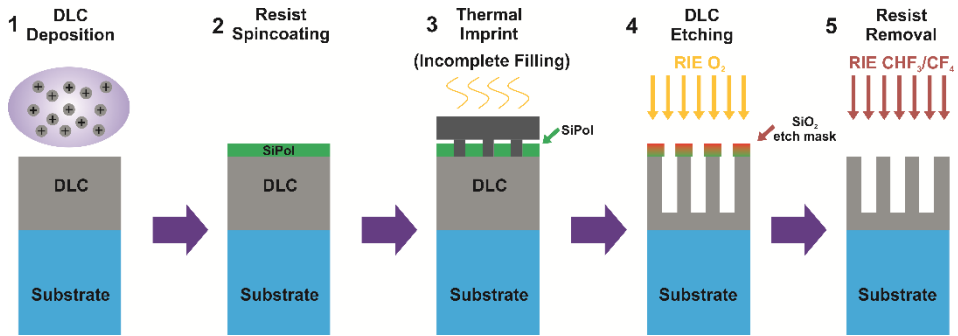 1
DLC
Deposition
+ + + + + + + + + + + +
DLC
Substrate
2
Resist
Spincoating
SiPol
DLC
Substrate
3
Thermal
Imprint
(Incomplete Filling)
SiPol
DLC
Substrate
4
DLC
Etching
RIE O₂
SiO₂
etch mask
Substrate
5
Resist
Removal
RIE CHF₃/CF₄
Substrate